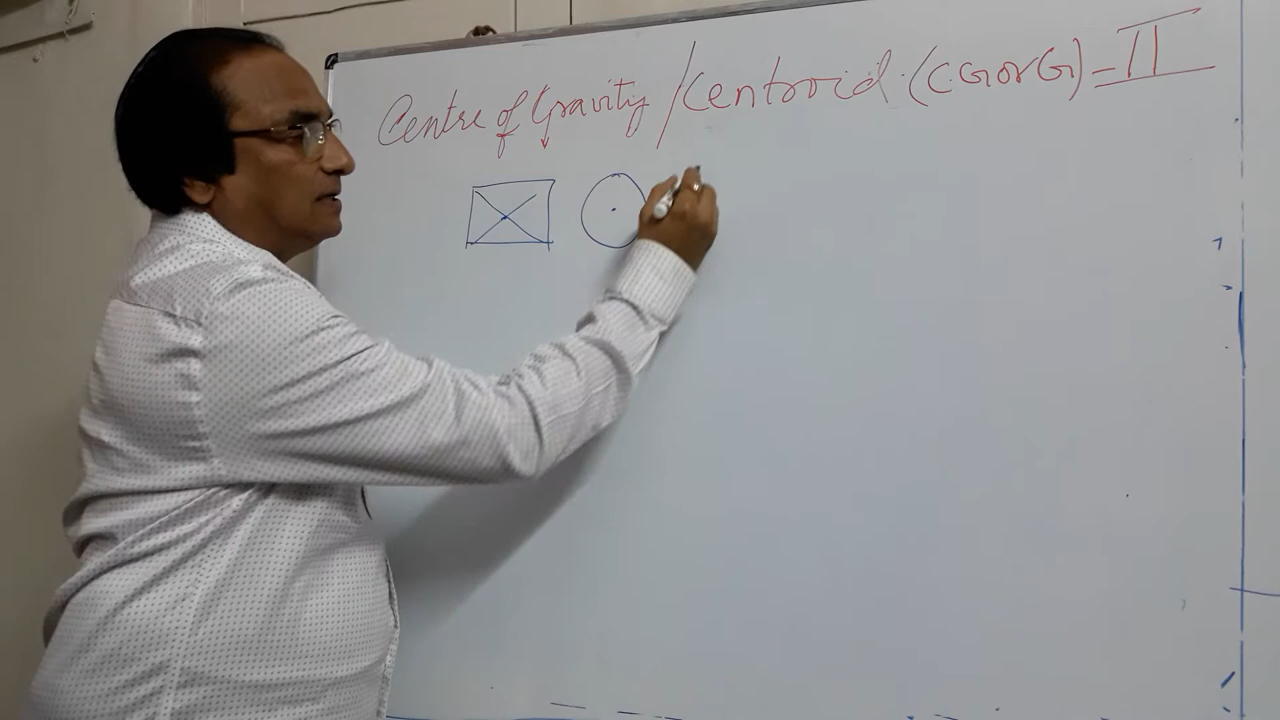 Centre of Gravity / Centroid. (C.G or G) - II